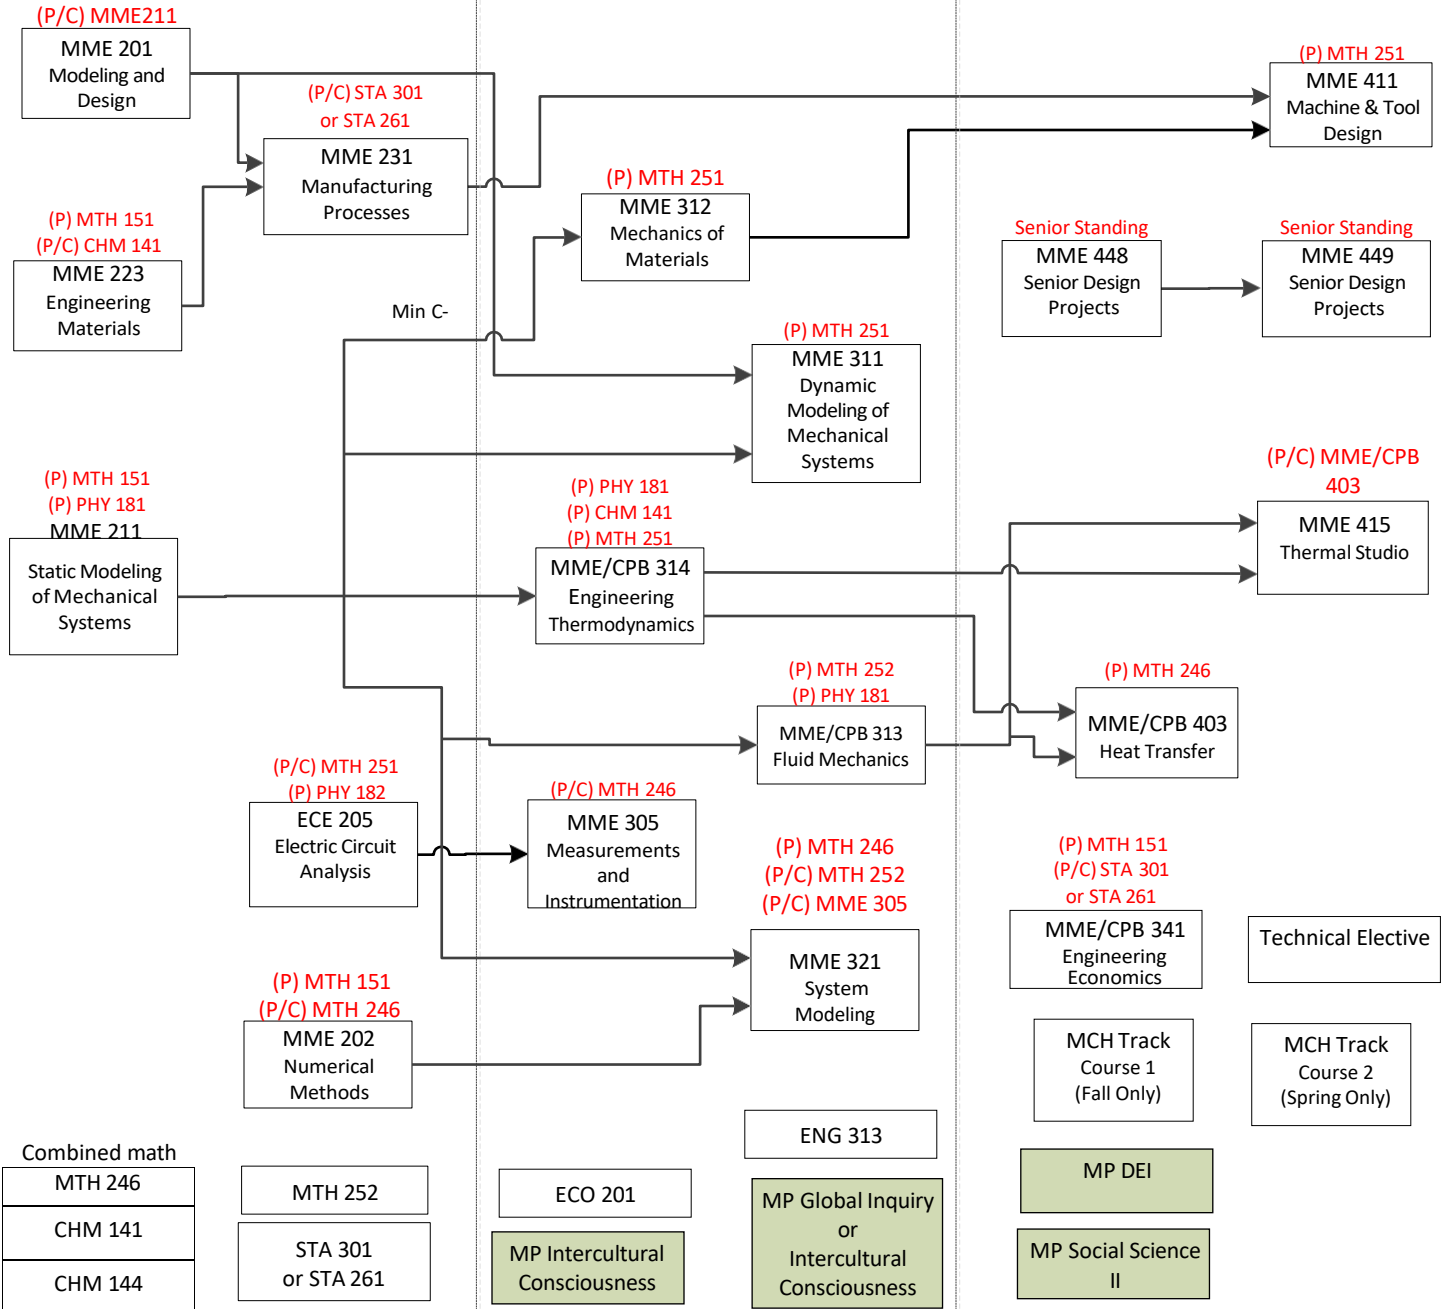 (P/C) MME211
MME 201
Modeling and
Design
(P) MTH 151
(P/C) CHM 141
MME 223
Engineering
Materials
(P) MTH 151
(P) PHY 181
MME 211
Static Modeling
of Mechanical
Systems
Combined math
MTH 246
CHM 141
CHM 144
(P/C) STA 301
or STA 261
MME 231
Manufacturing
Processes
Min C-
(P/C) MTH 251
(P) PHY 182
ECE 205
Electric Circuit
Analysis
(P) MTH 151
(P/C) MTH 246
MME 202
Numerical
Methods
MTH 252
STA 301
or STA 261
(P) MTH 251
MME 312
Mechanics of
Materials
(P) PHY 181
(P) CHM 141
(P) MTH 251
MME/CPB 314
Engineering
Thermodynamics
(P/C) MTH 246
MME 305
Measurements
and
Instrumentation
ECO 201
MP Intercultural
Consciousness
(P) MTH 251
MME 311
Dynamic
Modeling of
Mechanical
Systems
(P) MTH 252
(P) PHY 181
MME/CPB 313
Fluid Mechanics
(P) MTH 246
(P/C) MTH 252
(P/C) MME 305
MME 321
System
Modeling
ENG 313
MP Global Inquiry
or
Intercultural
Consciousness
Senior Standing
MME 448
Senior Design
Projects
(P) MTH 246
MME/CPB 403
Heat Transfer
(P) MTH 151
(P/C) STA 301
or STA 261
MME/CPB 341
Engineering
Economics
MCH Track
Course 1
(Fall Only)
MP DEI
MP Social Science
II
(P) MTH 251
MME 411
Machine & Tool
Design
Senior Standing
MME 449
Senior Design
Projects
(P/C) MME/CPB
403
MME 415
Thermal Studio
Technical Elective
MCH Track
Course 2
(Spring Only)